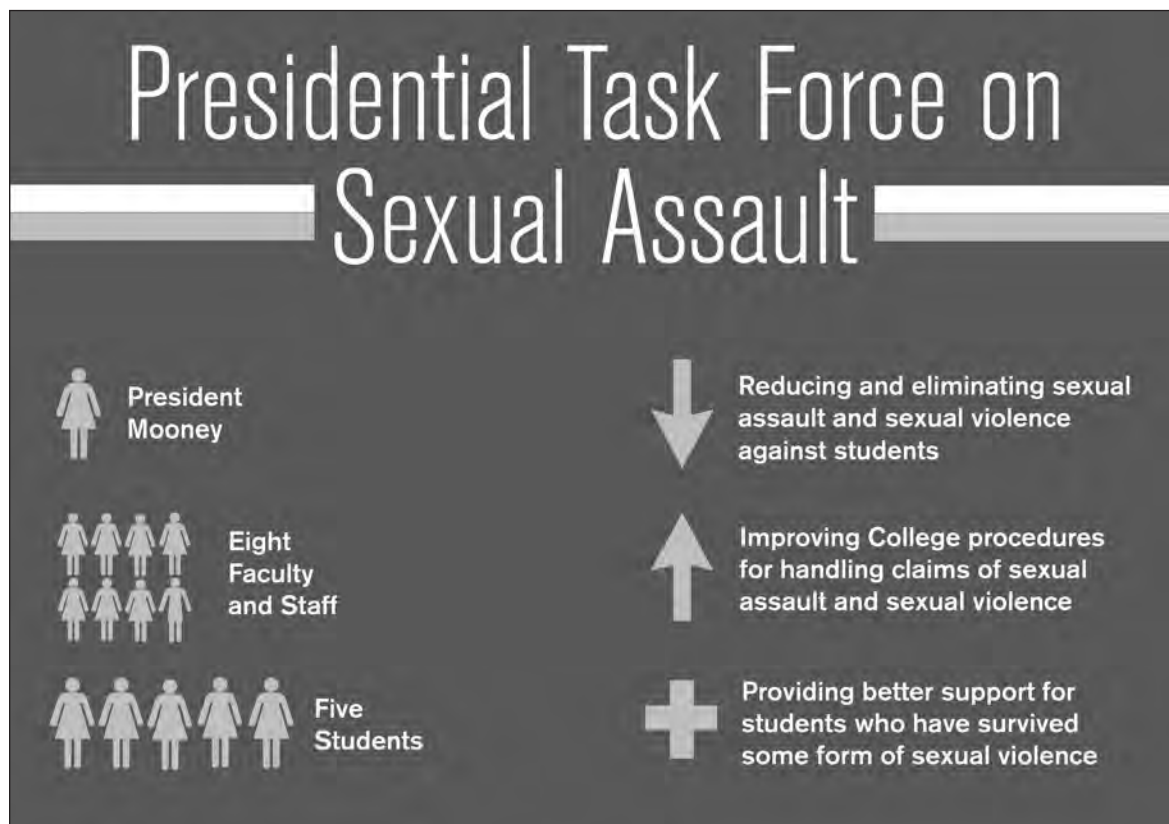 Presidential Task Force on
Sexual Assault
President
Mooney
Eight
Faculty
and Staff
Five
Students
Reducing and eliminating sexual
assault and sexual violence
against students
Improving College procedures
for handling claims of sexual
assault and sexual violence
Providing better support for
students who have survived
some form of sexual violence